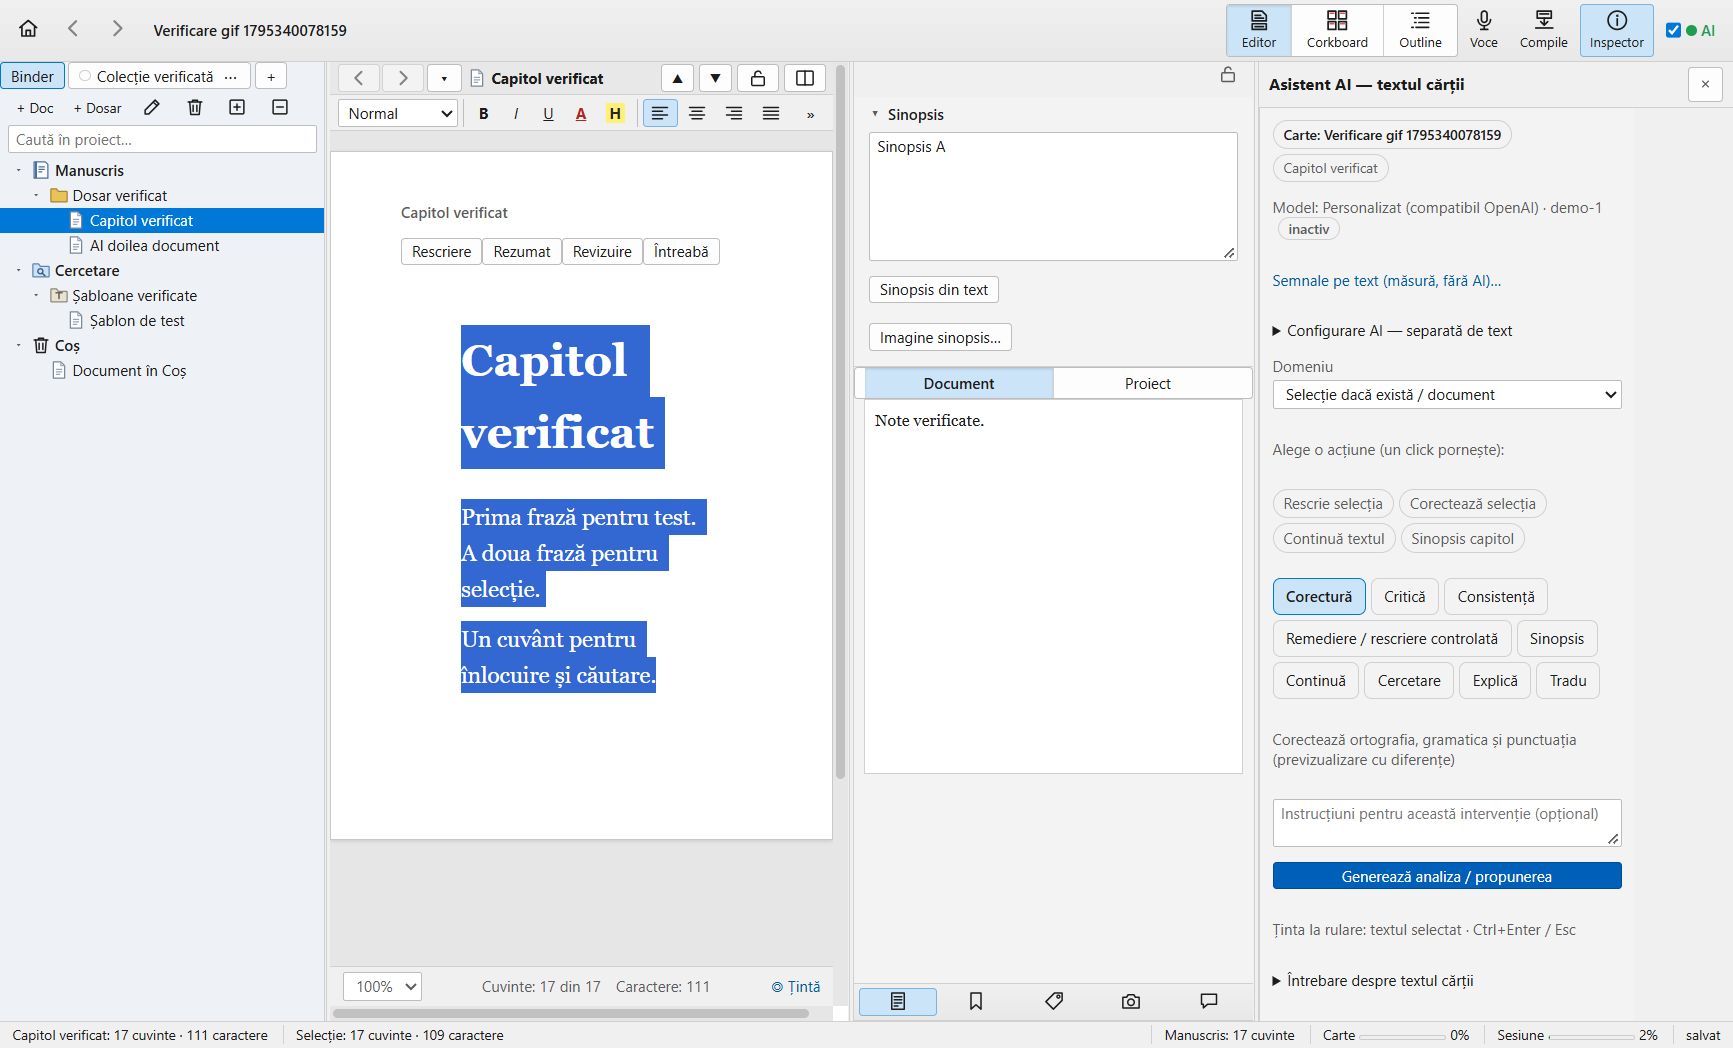 Verificare gif 1795340078159
Editor
Corkboard
Outline
Voce
Compile
Inspector
AI
Binder
Colecție verificată ···
+
+ Doc
+ Dosar
Caută în proiect...
Manuscris
Dosar verificat
Capitol verificat
Al doilea document
Cercetare
Șabloane verificate
Șablon de test
Coș
Document în Coș
Capitol verificat
Normal
B I U A H »
Capitol verificat
Rescriere
Rezumat
Revizuire
Întreabă
Capitol
verificat
Prima frază pentru test.
A doua frază pentru
selecție.
Un cuvânt pentru
înlocuire și căutare.
100%
Cuvinte: 17 din 17
Caractere: 111
Țintă
Sinopsis
Sinopsis A
Sinopsis din text
Imagine sinopsis...
Document
Proiect
Note verificate.
Asistent AI — textul cărții
×
Carte: Verificare gif 1795340078159
Capitol verificat
Model: Personalizat (compatibil OpenAI) · demo-1
inactiv
Semnale pe text (măsură, fără AI)...
Configurare AI — separată de text
Domeniu
Selecție dacă există / document
Alege o acțiune (un click pornește):
Rescrie selecția
Corectează selecția
Continuă textul
Sinopsis capitol
Corectură
Critică
Consistență
Remediere / rescriere controlată
Sinopsis
Continuă
Cercetare
Explică
Tradu
Corectează ortografia, gramatica și punctuația
(previzualizare cu diferențe)
Instrucțiuni pentru această intervenție (opțional)
Generează analiza / propunerea
Ținta la rulare: textul selectat · Ctrl+Enter / Esc
Întrebare despre textul cărții
Capitol verificat: 17 cuvinte · 111 caractere
Selecție: 17 cuvinte · 109 caractere
Manuscris: 17 cuvinte
Carte
0%
Sesiune
2%
salvat